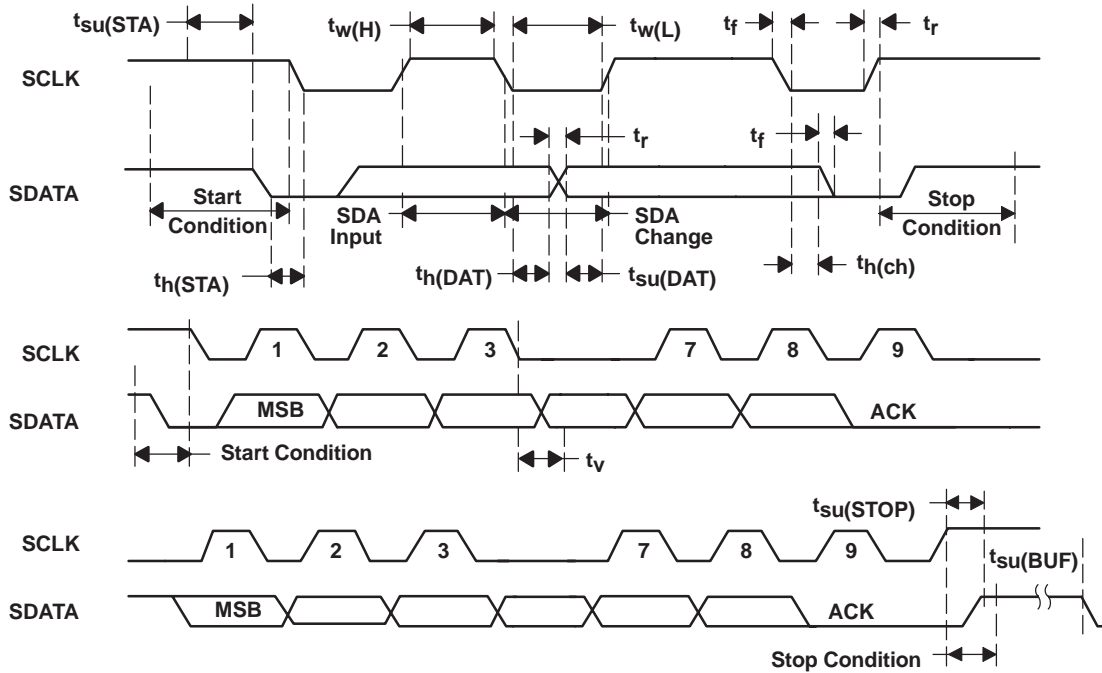 tsu(STA)
tw(H)
tw(L)
tf
tr
SCLK
tr
tf
SDATA
Start
Condition
SDA
Input
SDA
Change
Stop
Condition
th(STA)
th(DAT)
tsu(DAT)
th(ch)
SCLK
1
2
3
7
8
9
SDATA
MSB
ACK
Start Condition
tv
tsu(STOP)
SCLK
1
2
3
7
8
9
tsu(BUF)
SDATA
MSB
ACK
Stop Condition